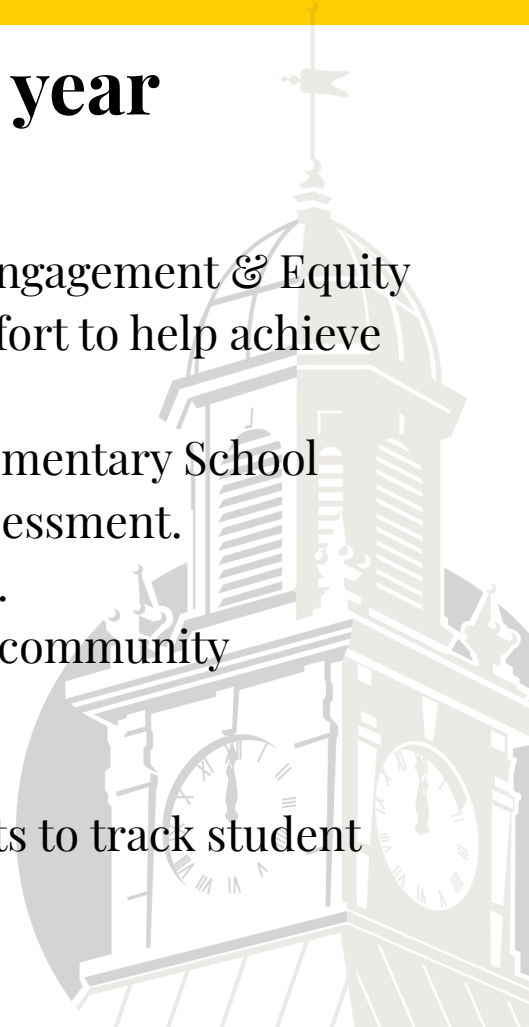 year
ngagement & Equity
fort to help achieve
mentary School
essment.
.
community
ts to track student